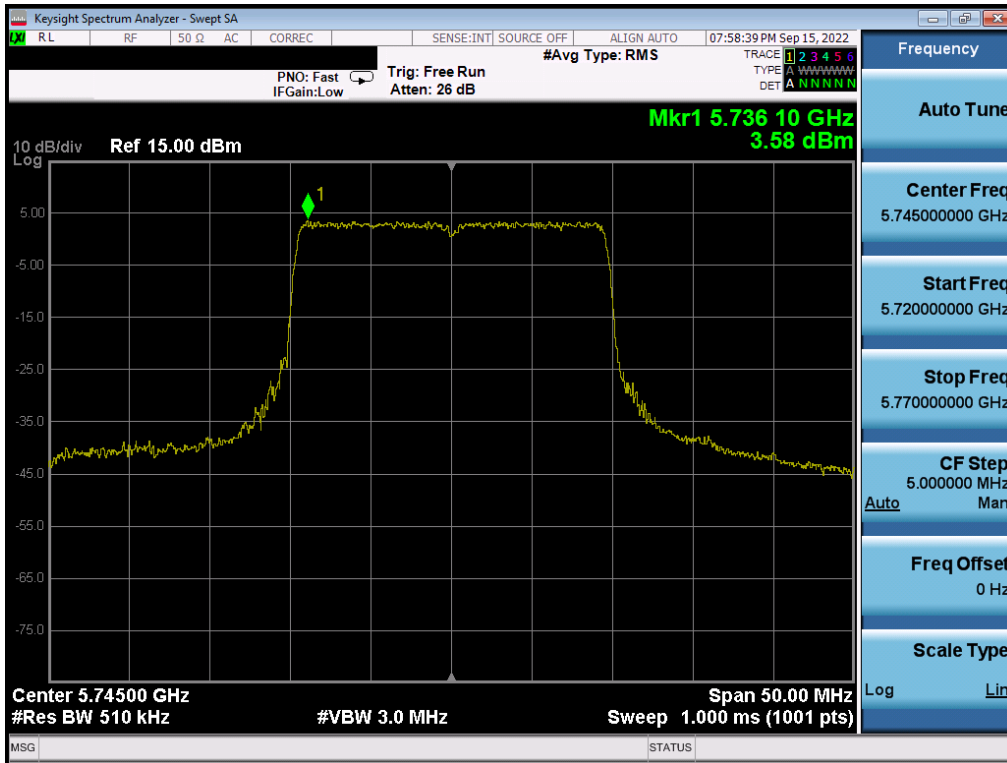 Keysight Spectrum Analyzer - Swept SA
LXI RL RF 50 Ω AC CORREC SENSE:INT SOURCE OFF ALIGN AUTO 07:58:39 PM Sep 15, 2022
PNO: Fast
IFGain:Low
Trig: Free Run
Atten: 26 dB
#Avg Type: RMS
TRACE 1 2 3 4 5 6
TYPE A WWWWW
DET A N N N N N
Mkr1 5.736 10 GHz
3.58 dBm
10 dB/div
Log
Ref 15.00 dBm
1
5.00
-5.00
-15.0
-25.0
-35.0
-45.0
-55.0
-65.0
-75.0
Center 5.74500 GHz
Span 50.00 MHz
#Res BW 510 kHz
#VBW 3.0 MHz
Sweep 1.000 ms (1001 pts)
MSG
STATUS
Frequency
Auto Tune
Center Freq
5.745000000 GHz
Start Freq
5.720000000 GHz
Stop Freq
5.770000000 GHz
CF Step
5.000000 MHz
Auto Man
Freq Offset
0 Hz
Scale Type
Log Lin